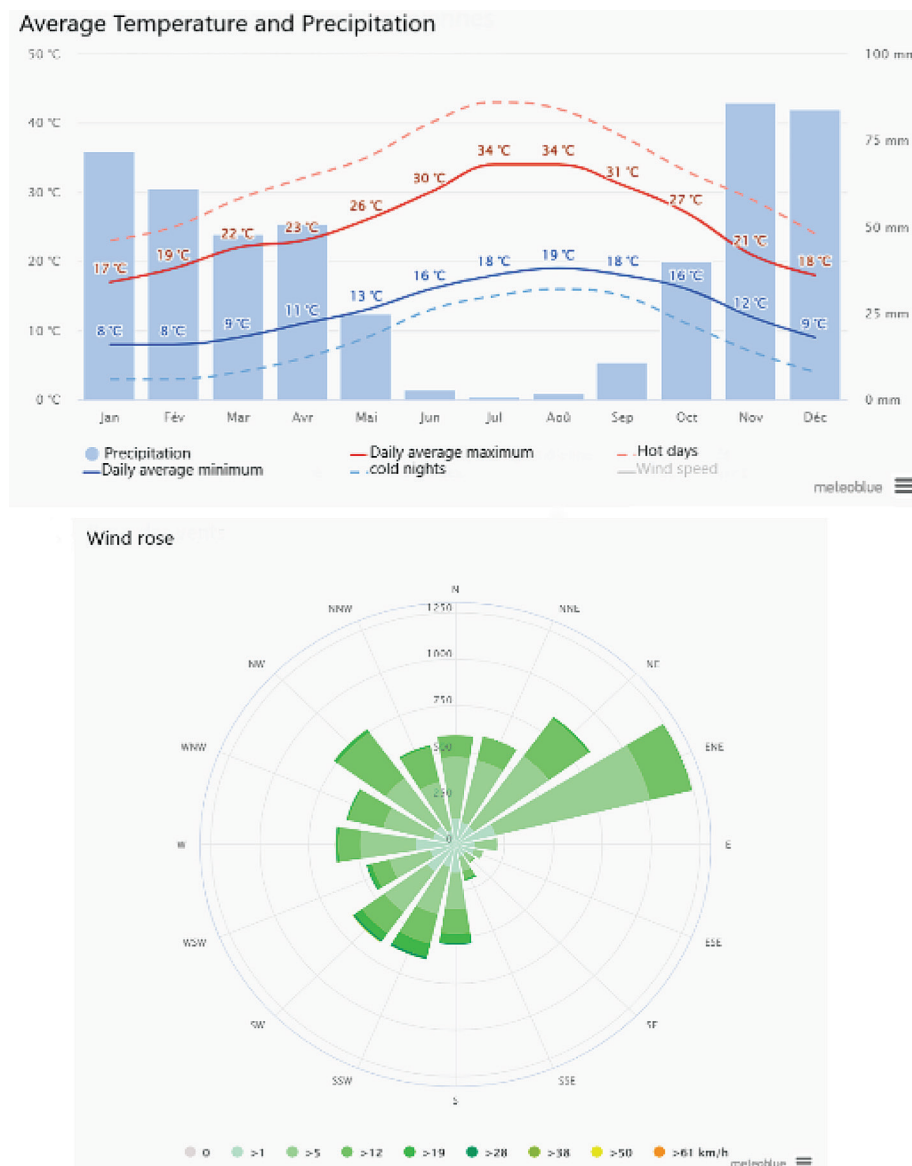 Average Temperature and Precipitation
50 °C
100 mm
40 °C
75 mm
30 °C
50 mm
20 °C
25 mm
10 °C
0 °C
0 mm
17 °C 19 °C 22 °C 23 °C 26 °C 30 °C 34 °C 34 °C 31 °C 27 °C 21 °C 18 °C
8 °C 8 °C 9 °C 11 °C 13 °C 16 °C 18 °C 19 °C 18 °C 16 °C 12 °C 9 °C
Jan Fév Mar Avr Mai Jun Jul Aoû Sep Oct Nov Déc
Precipitation Daily average maximum Hot days
Daily average minimum cold nights Wind speed
meteoblue
Wind rose
N
NNW NNE
1250
NW NE
1000
WNW ENE
750
500
250
0
W E
WSW ESE
SW SE
SSW SSE
S
0 >1 >5 >12 >19 >28 >38 >50 >61 km/h
meteoblue